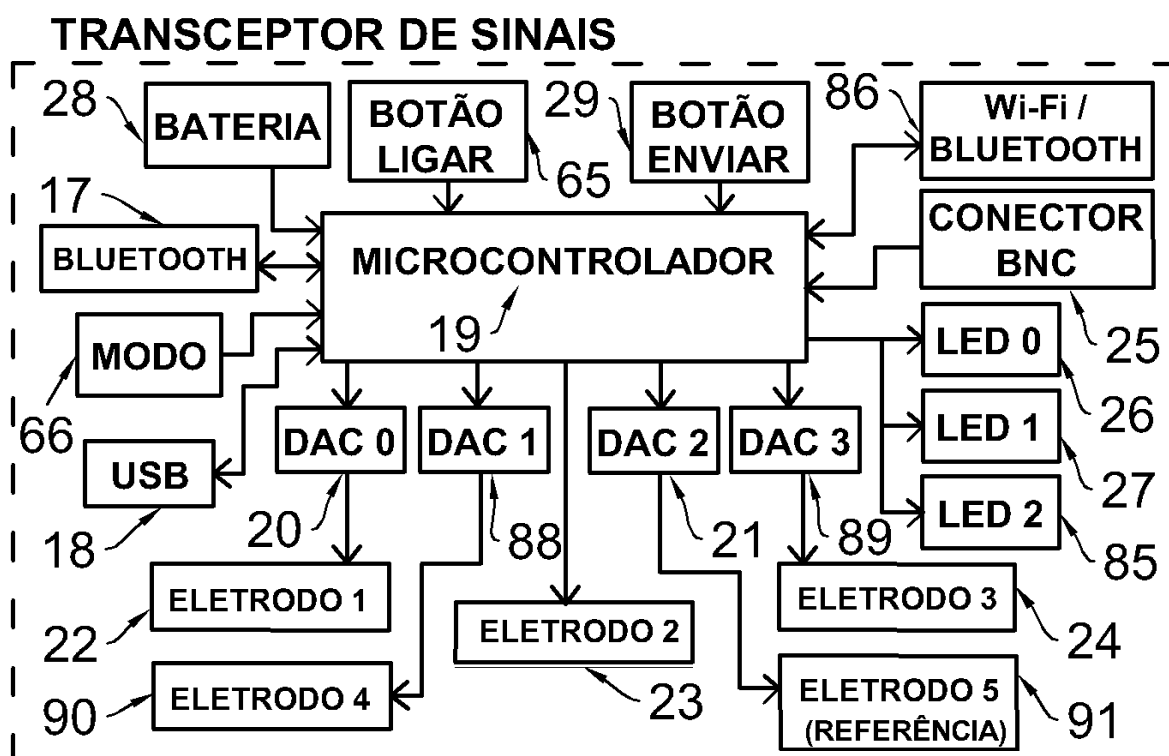 TRANSCEPTOR DE SINAIS
28
BATERIA
BOTÃO
LIGAR
65
29
BOTÃO
ENVIAR
86
Wi-Fi /
BLUETOOTH
17
BLUETOOTH
MICROCONTROLADOR
19
CONECTOR
BNC
25
MODO
66
LED 0
26
USB
18
DAC 0
20
DAC 1
88
DAC 2
21
DAC 3
89
LED 1
27
LED 2
85
ELETRODO 1
22
ELETRODO 2
23
ELETRODO 3
24
ELETRODO 4
90
ELETRODO 5
(REFERÊNCIA)
91